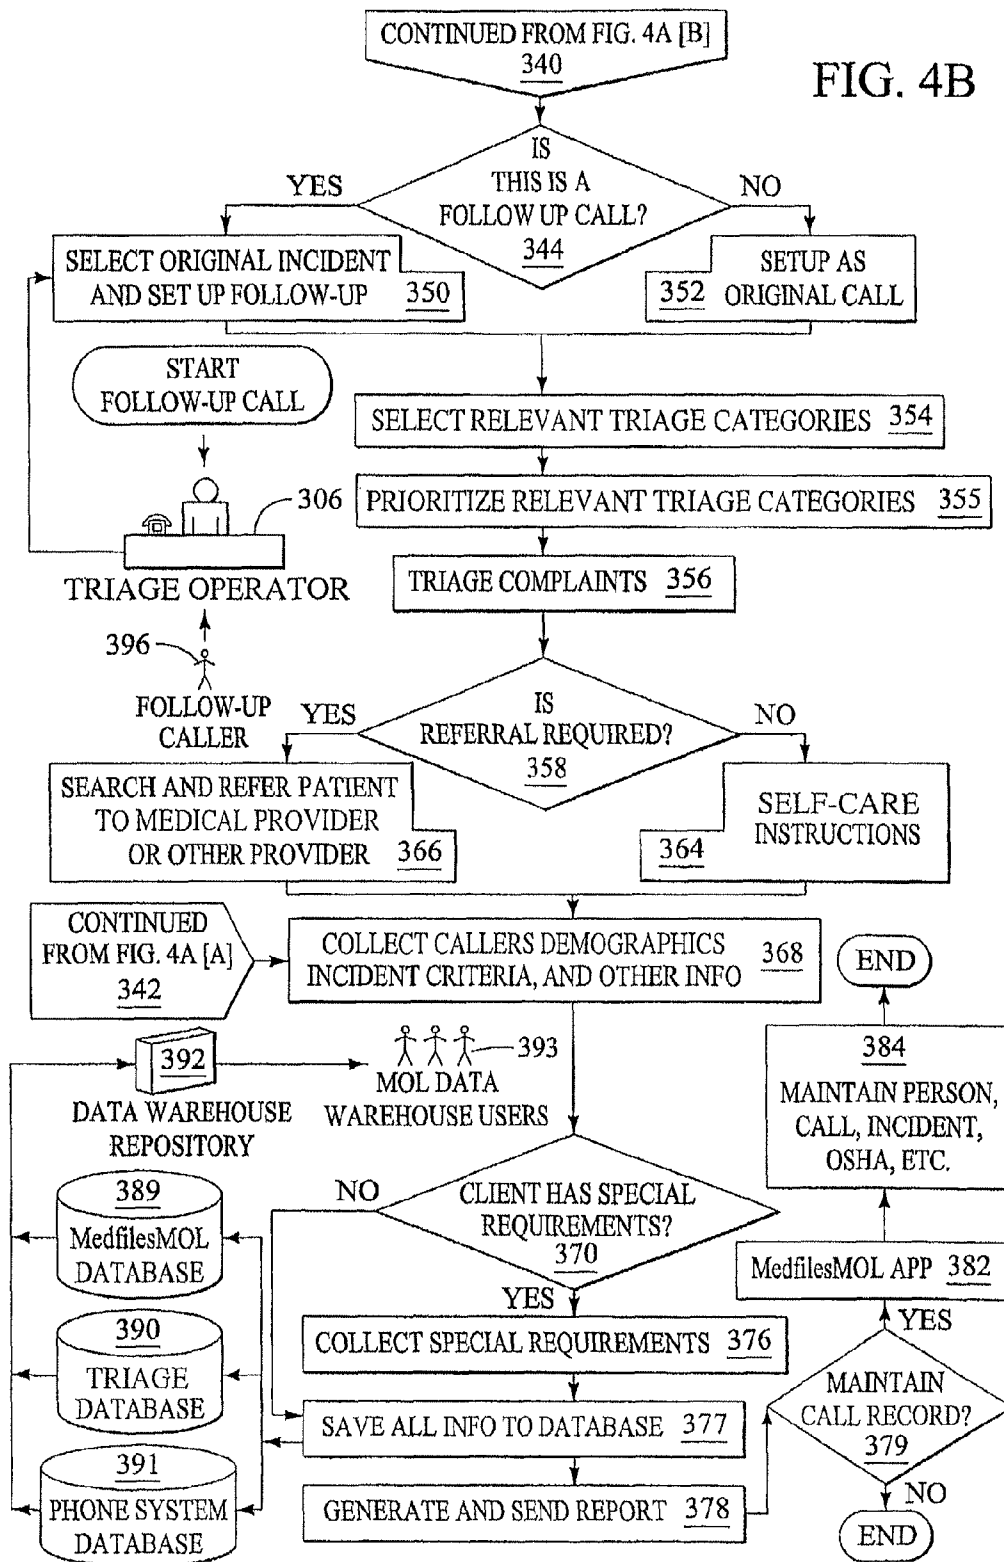 CONTINUED FROM FIG. 4A [B]
340
FIG. 4B
IS
THIS IS A
FOLLOW UP CALL?
344
YES
NO
SELECT ORIGINAL INCIDENT
AND SET UP FOLLOW-UP
350
SETUP AS
ORIGINAL CALL
352
START
FOLLOW-UP CALL
SELECT RELEVANT TRIAGE CATEGORIES 354
PRIORITIZE RELEVANT TRIAGE CATEGORIES 355
306
TRIAGE OPERATOR
TRIAGE COMPLAINTS 356
396
FOLLOW-UP
CALLER
IS
REFERRAL REQUIRED?
358
YES
NO
SEARCH AND REFER PATIENT
TO MEDICAL PROVIDER
OR OTHER PROVIDER
366
SELF-CARE
INSTRUCTIONS
364
CONTINUED
FROM FIG. 4A [A]
342
COLLECT CALLERS DEMOGRAPHICS
INCIDENT CRITERIA, AND OTHER INFO
368
END
392
DATA WAREHOUSE
REPOSITORY
393
MOL DATA
WAREHOUSE USERS
384
MAINTAIN PERSON,
CALL, INCIDENT,
OSHA, ETC.
389
MedfilesMOL
DATABASE
NO
CLIENT HAS SPECIAL
REQUIREMENTS?
370
YES
MedfilesMOL APP 382
YES
390
TRIAGE
DATABASE
COLLECT SPECIAL REQUIREMENTS 376
MAINTAIN
CALL RECORD?
379
SAVE ALL INFO TO DATABASE 377
391
PHONE SYSTEM
DATABASE
GENERATE AND SEND REPORT 378
NO
END